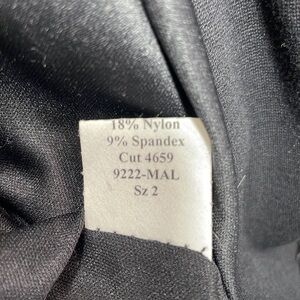 18% Nylon
9% Spandex
Cut 4659
9222-MAL
Sz 2